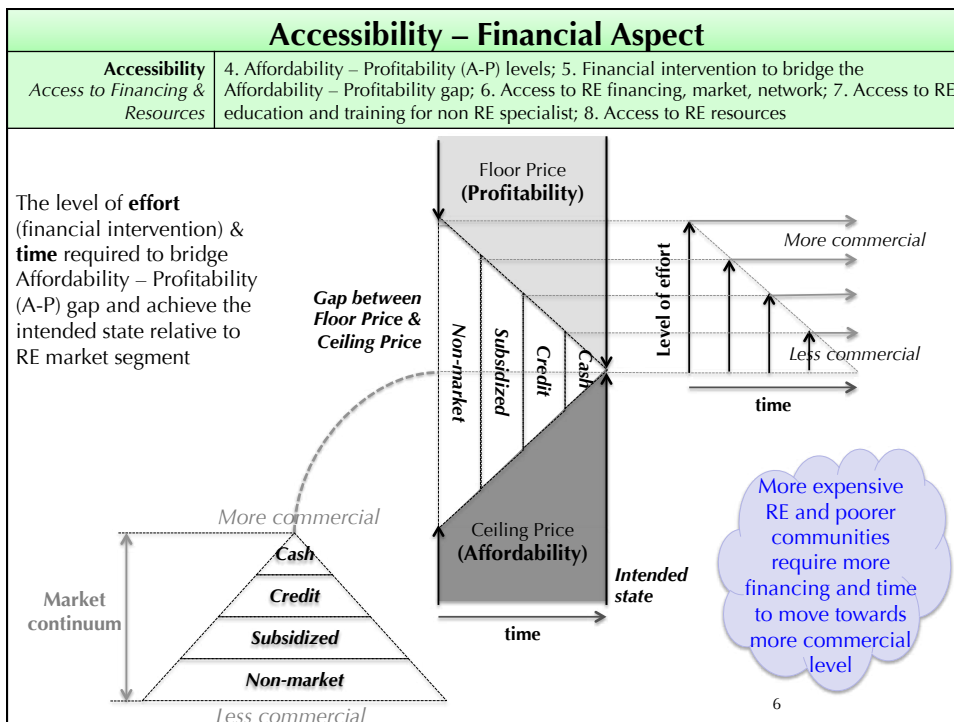 Accessibility – Financial Aspect
Accessibility
Access to Financing &
Resources
4. Affordability – Profitability (A-P) levels; 5. Financial intervention to bridge the
Affordability – Profitability gap; 6. Access to RE financing, market, network; 7. Access to RE
education and training for non RE specialist; 8. Access to RE resources
The level of effort
(financial intervention) &
time required to bridge
Affordability – Profitability
(A-P) gap and achieve the
intended state relative to
RE market segment
Floor Price
(Profitability)
Gap between
Floor Price &
Ceiling Price
Non-market
Subsidized
Credit
Cash
Ceiling Price
(Affordability)
Intended
state
time
Level of effort
More commercial
Less commercial
time
More commercial
Cash
Credit
Subsidized
Non-market
Less commercial
Market
continuum
More expensive
RE and poorer
communities
require more
financing and time
to move towards
more commercial
level
6